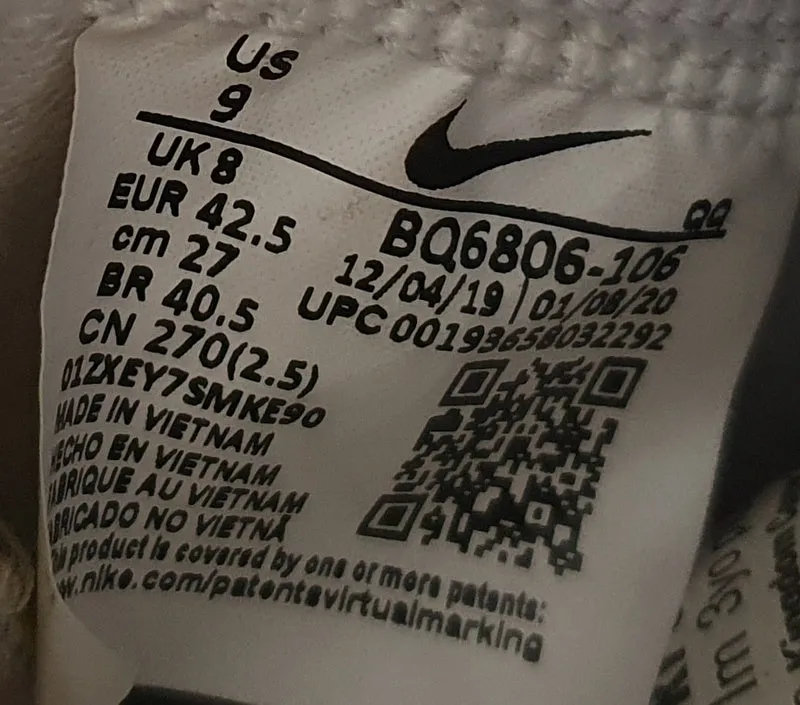 US
9
UK 8
EUR 42.5
cm 27
BR 40.5
CN 270(2.5)
01ZXEY7SMKE90
MADE IN VIETNAM
HECHO EN VIETNAM
FABRIQUE AU VIETNAM
FABRICADO NO VIETNÃ
This product is covered by one or more patents:
www.nike.com/patentsvirtualmarking
QQ
BQ6806-106
12/04/19 | 01/08/20
UPC 00193658032292